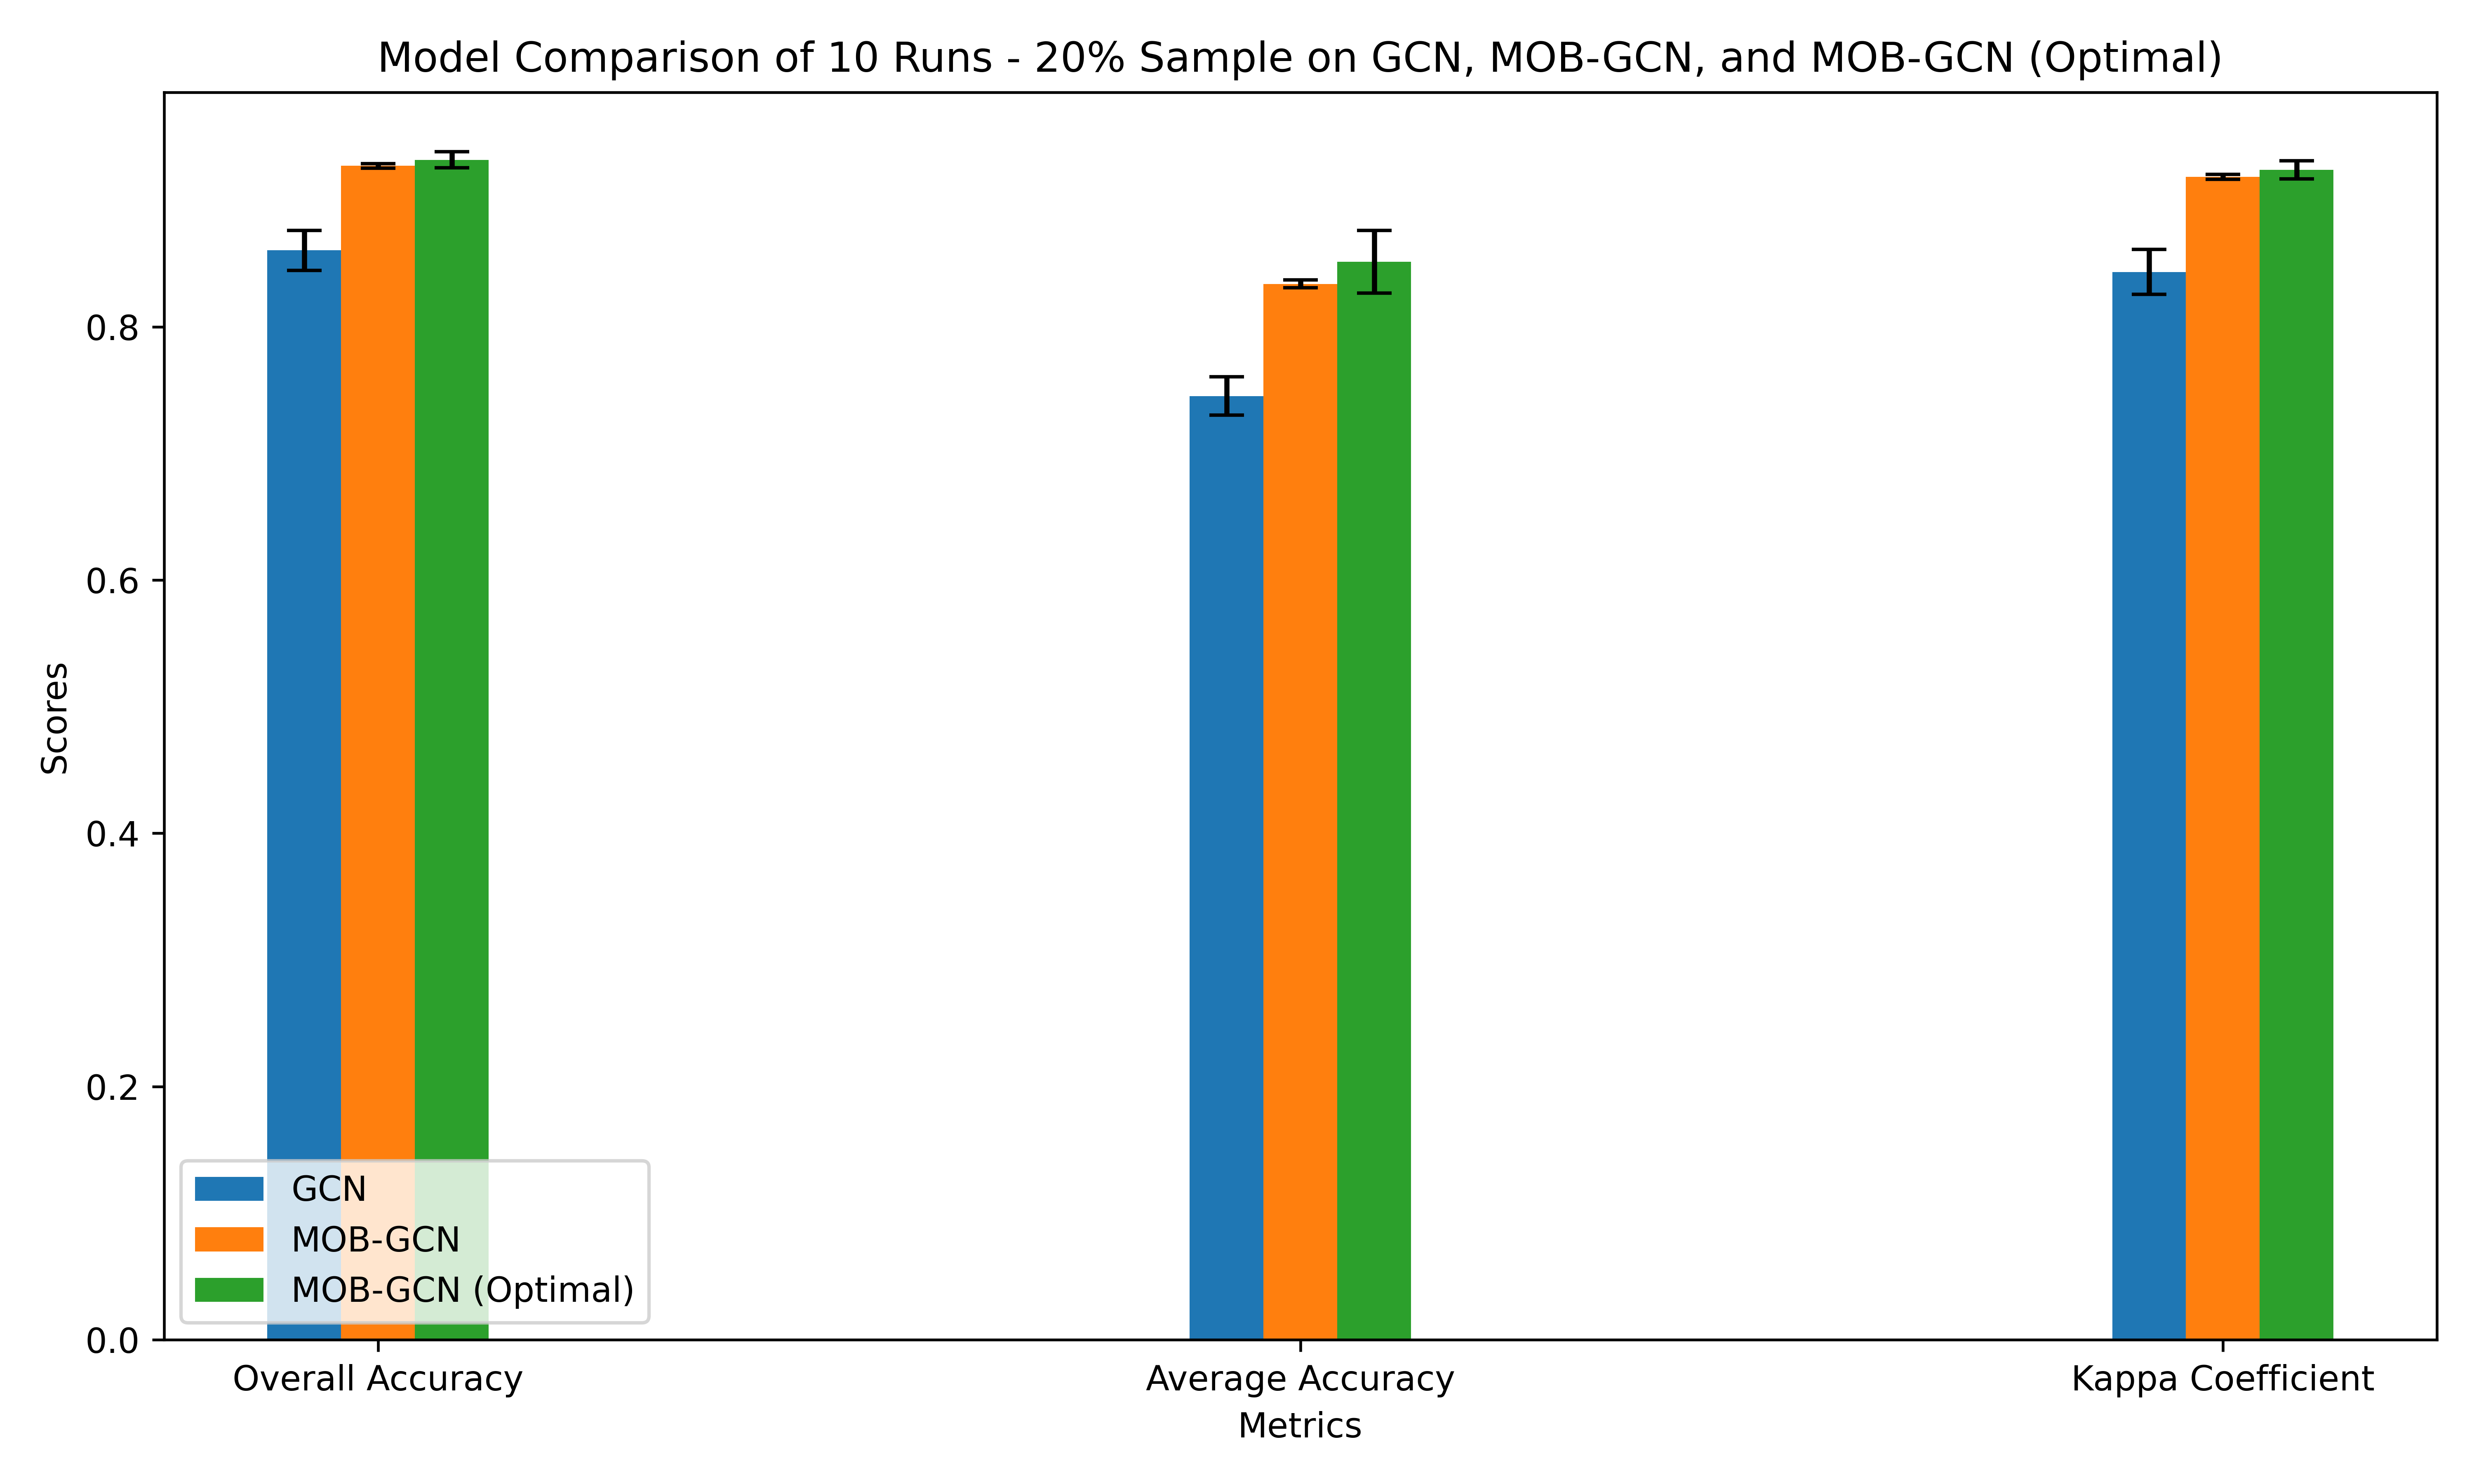 Model Comparison of 10 Runs - 20% Sample on GCN, MOB-GCN, and MOB-GCN (Optimal)
Scores
0.8
0.6
0.4
0.2
0.0
GCN
MOB-GCN
MOB-GCN (Optimal)
Overall Accuracy
Average Accuracy
Kappa Coefficient
Metrics